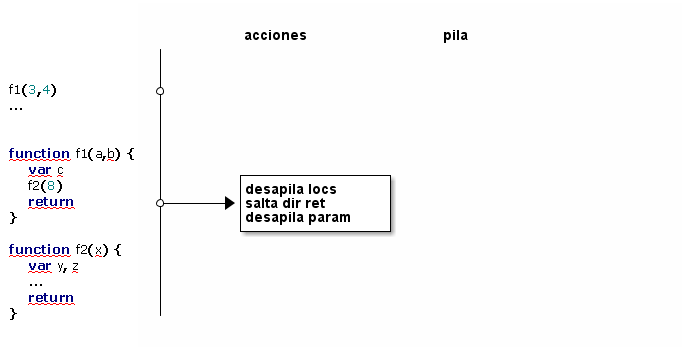 acciones pila
f1(3,4)
...
function f1(a,b) {
var c
f2(8)
return
}
function f2(x) {
var y, z
...
return
}
desapila locs
salta dir ret
desapila param